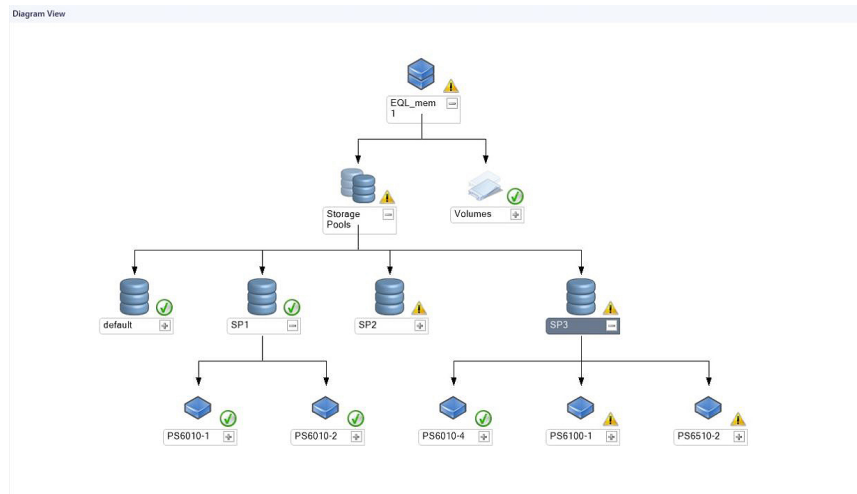 Diagram View
EQL_mem
1
Storage
Pools
Volumes
default
SP1
SP2
SP3
PS6010-1
PS6010-2
PS6010-4
PS6100-1
PS6510-2